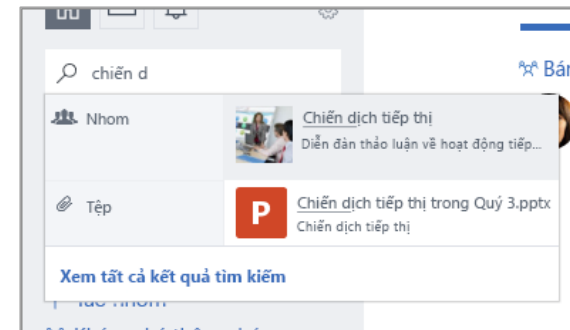 chiến d
Bán
Nhom
Chiến dịch tiếp thị
Diễn đàn thảo luận về hoạt động tiếp...
Tệp
P
Chiến dịch tiếp thị trong Quý 3.pptx
Chiến dịch tiếp thị
Xem tất cả kết quả tìm kiếm